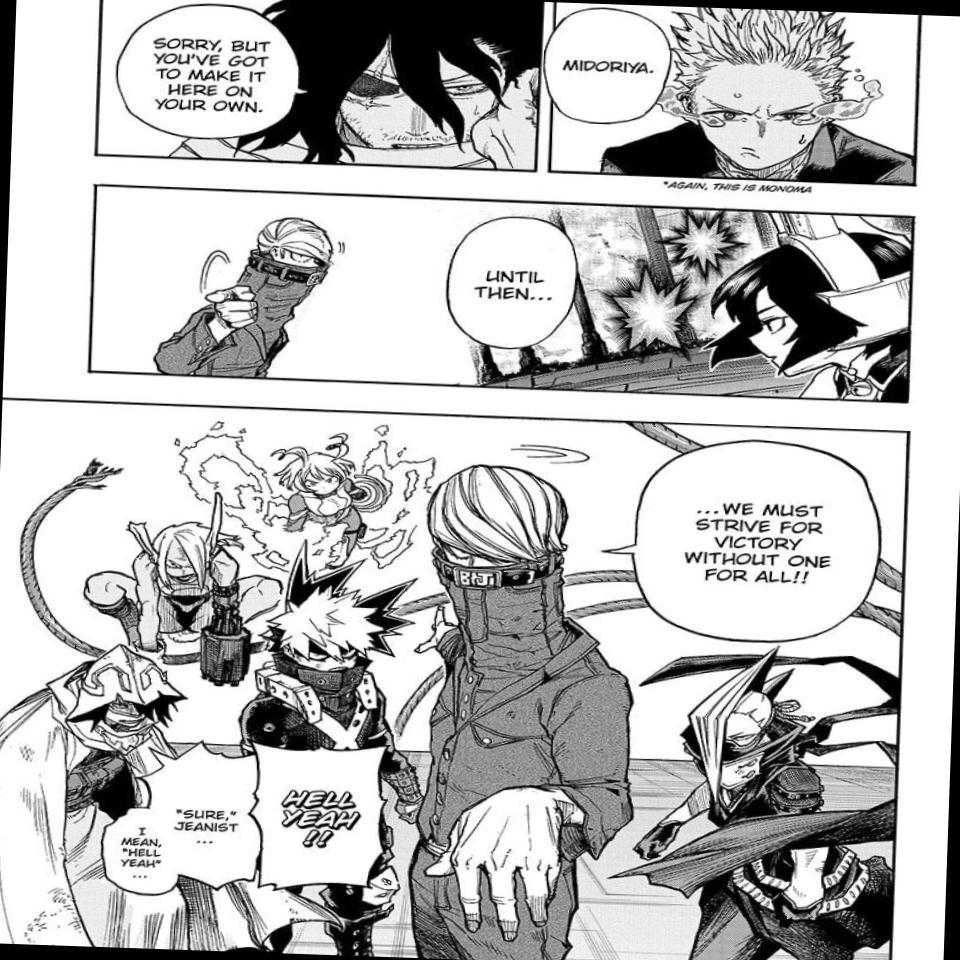 SORRY, BUT
YOU'VE GOT
TO MAKE IT
HERE ON
YOUR OWN.
MIDORIYA.
*AGAIN, THIS IS MONOMA
UNTIL
THEN...
...WE MUST
STRIVE FOR
VICTORY
WITHOUT ONE
FOR ALL!!
BJ
HELL
YEAH
!!
"SURE,"
JEANIST
...
I
MEAN,
"HELL
YEAH"
...